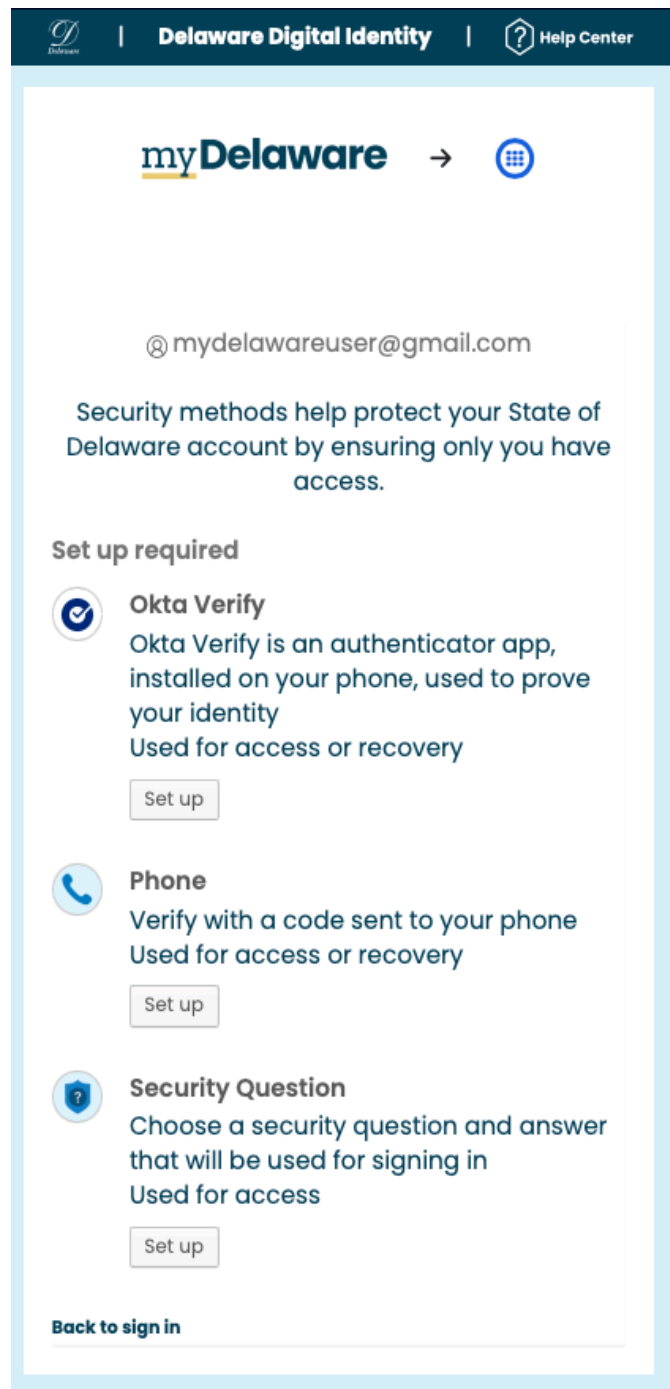 Delaware | Delaware Digital Identity | ? Help Center
myDelaware →
mydelawareuser@gmail.com
Security methods help protect your State of
Delaware account by ensuring only you have
access.
Set up required
Okta Verify
Okta Verify is an authenticator app,
installed on your phone, used to prove
your identity
Used for access or recovery
Set up
Phone
Verify with a code sent to your phone
Used for access or recovery
Set up
Security Question
Choose a security question and answer
that will be used for signing in
Used for access
Set up
Back to sign in